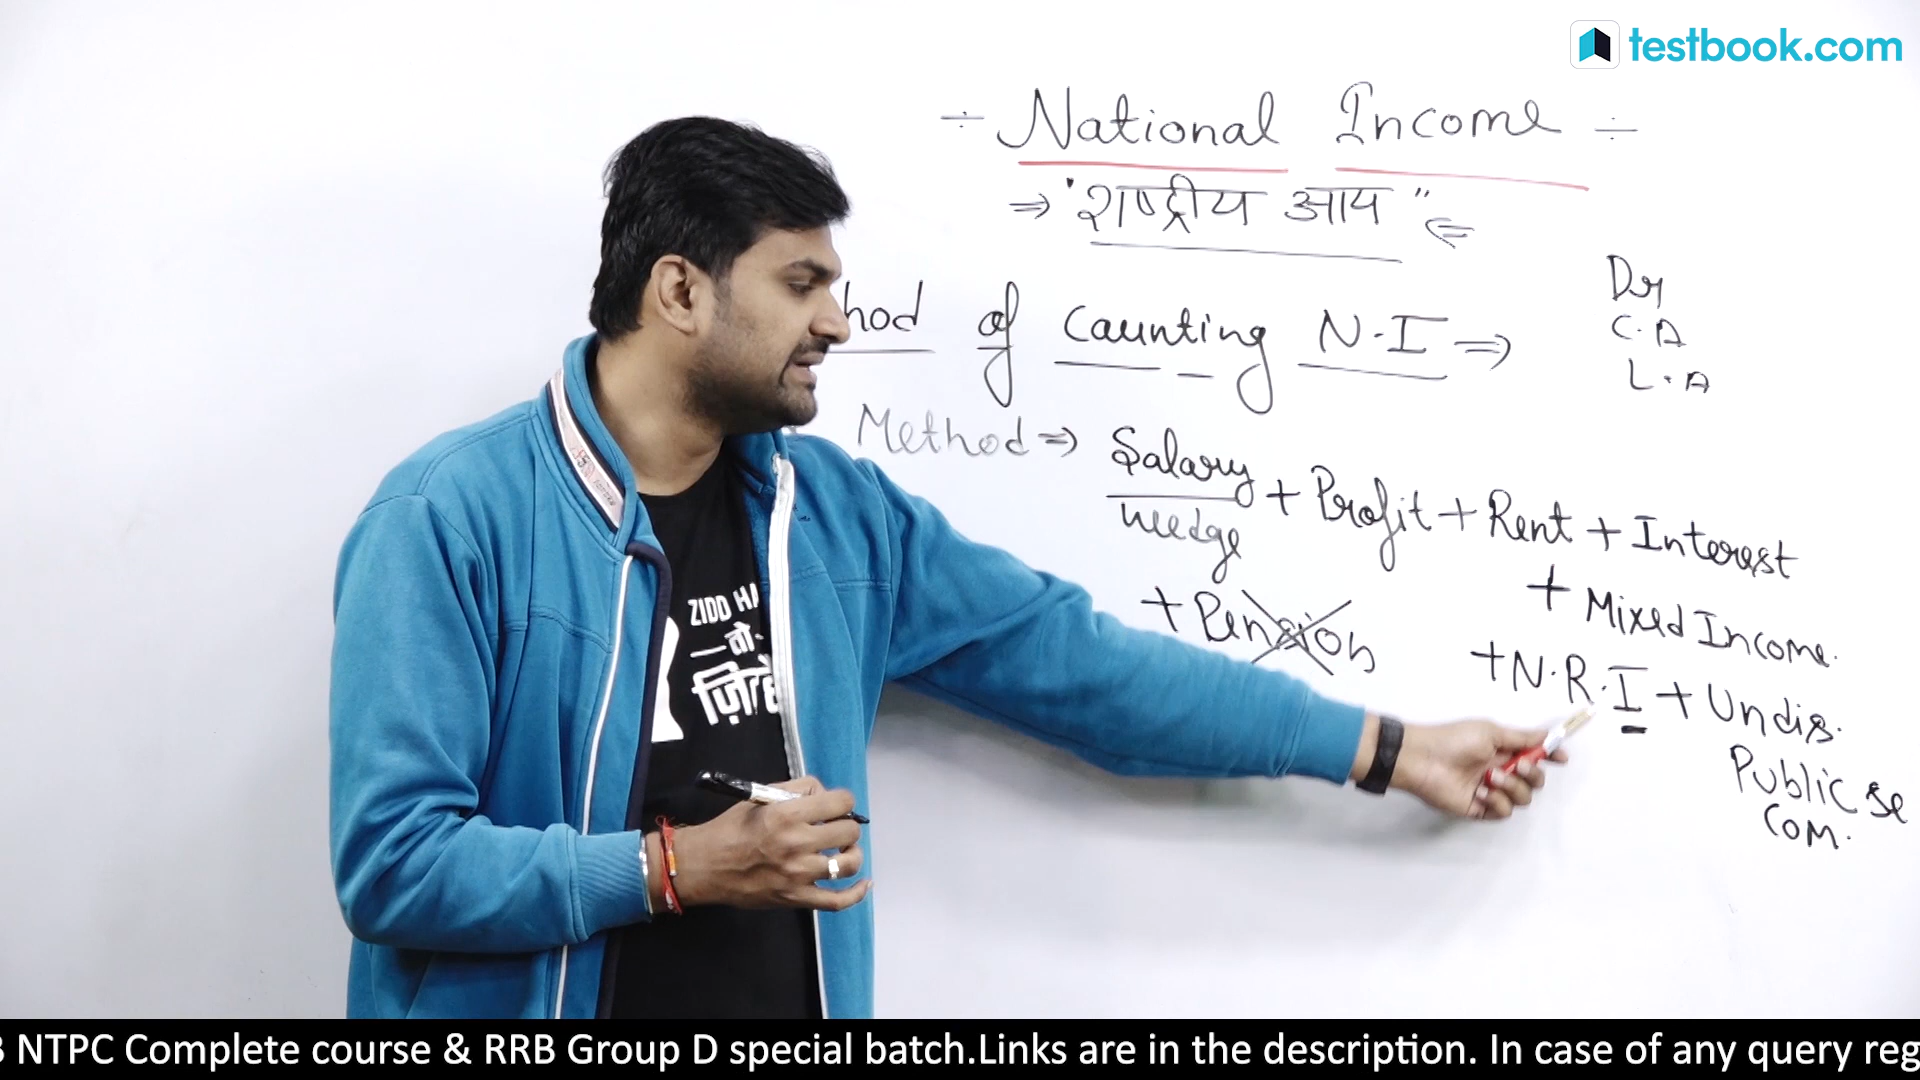 testbook.com
÷ National Income ÷
⇒ "राष्ट्रीय आय" ⇐
hod of Caunting N.I ⇒
Dr
C.A
L.A
Method ⇒ Salary + Profit + Rent + Interest
wedge
+ Mixed Income.
+ Pension
+ N.R.I + Undis.
Public se
Com.
ZIDD HA
तो
ज़िद्दी
NTPC Complete course & RRB Group D special batch.Links are in the description. In case of any query reg